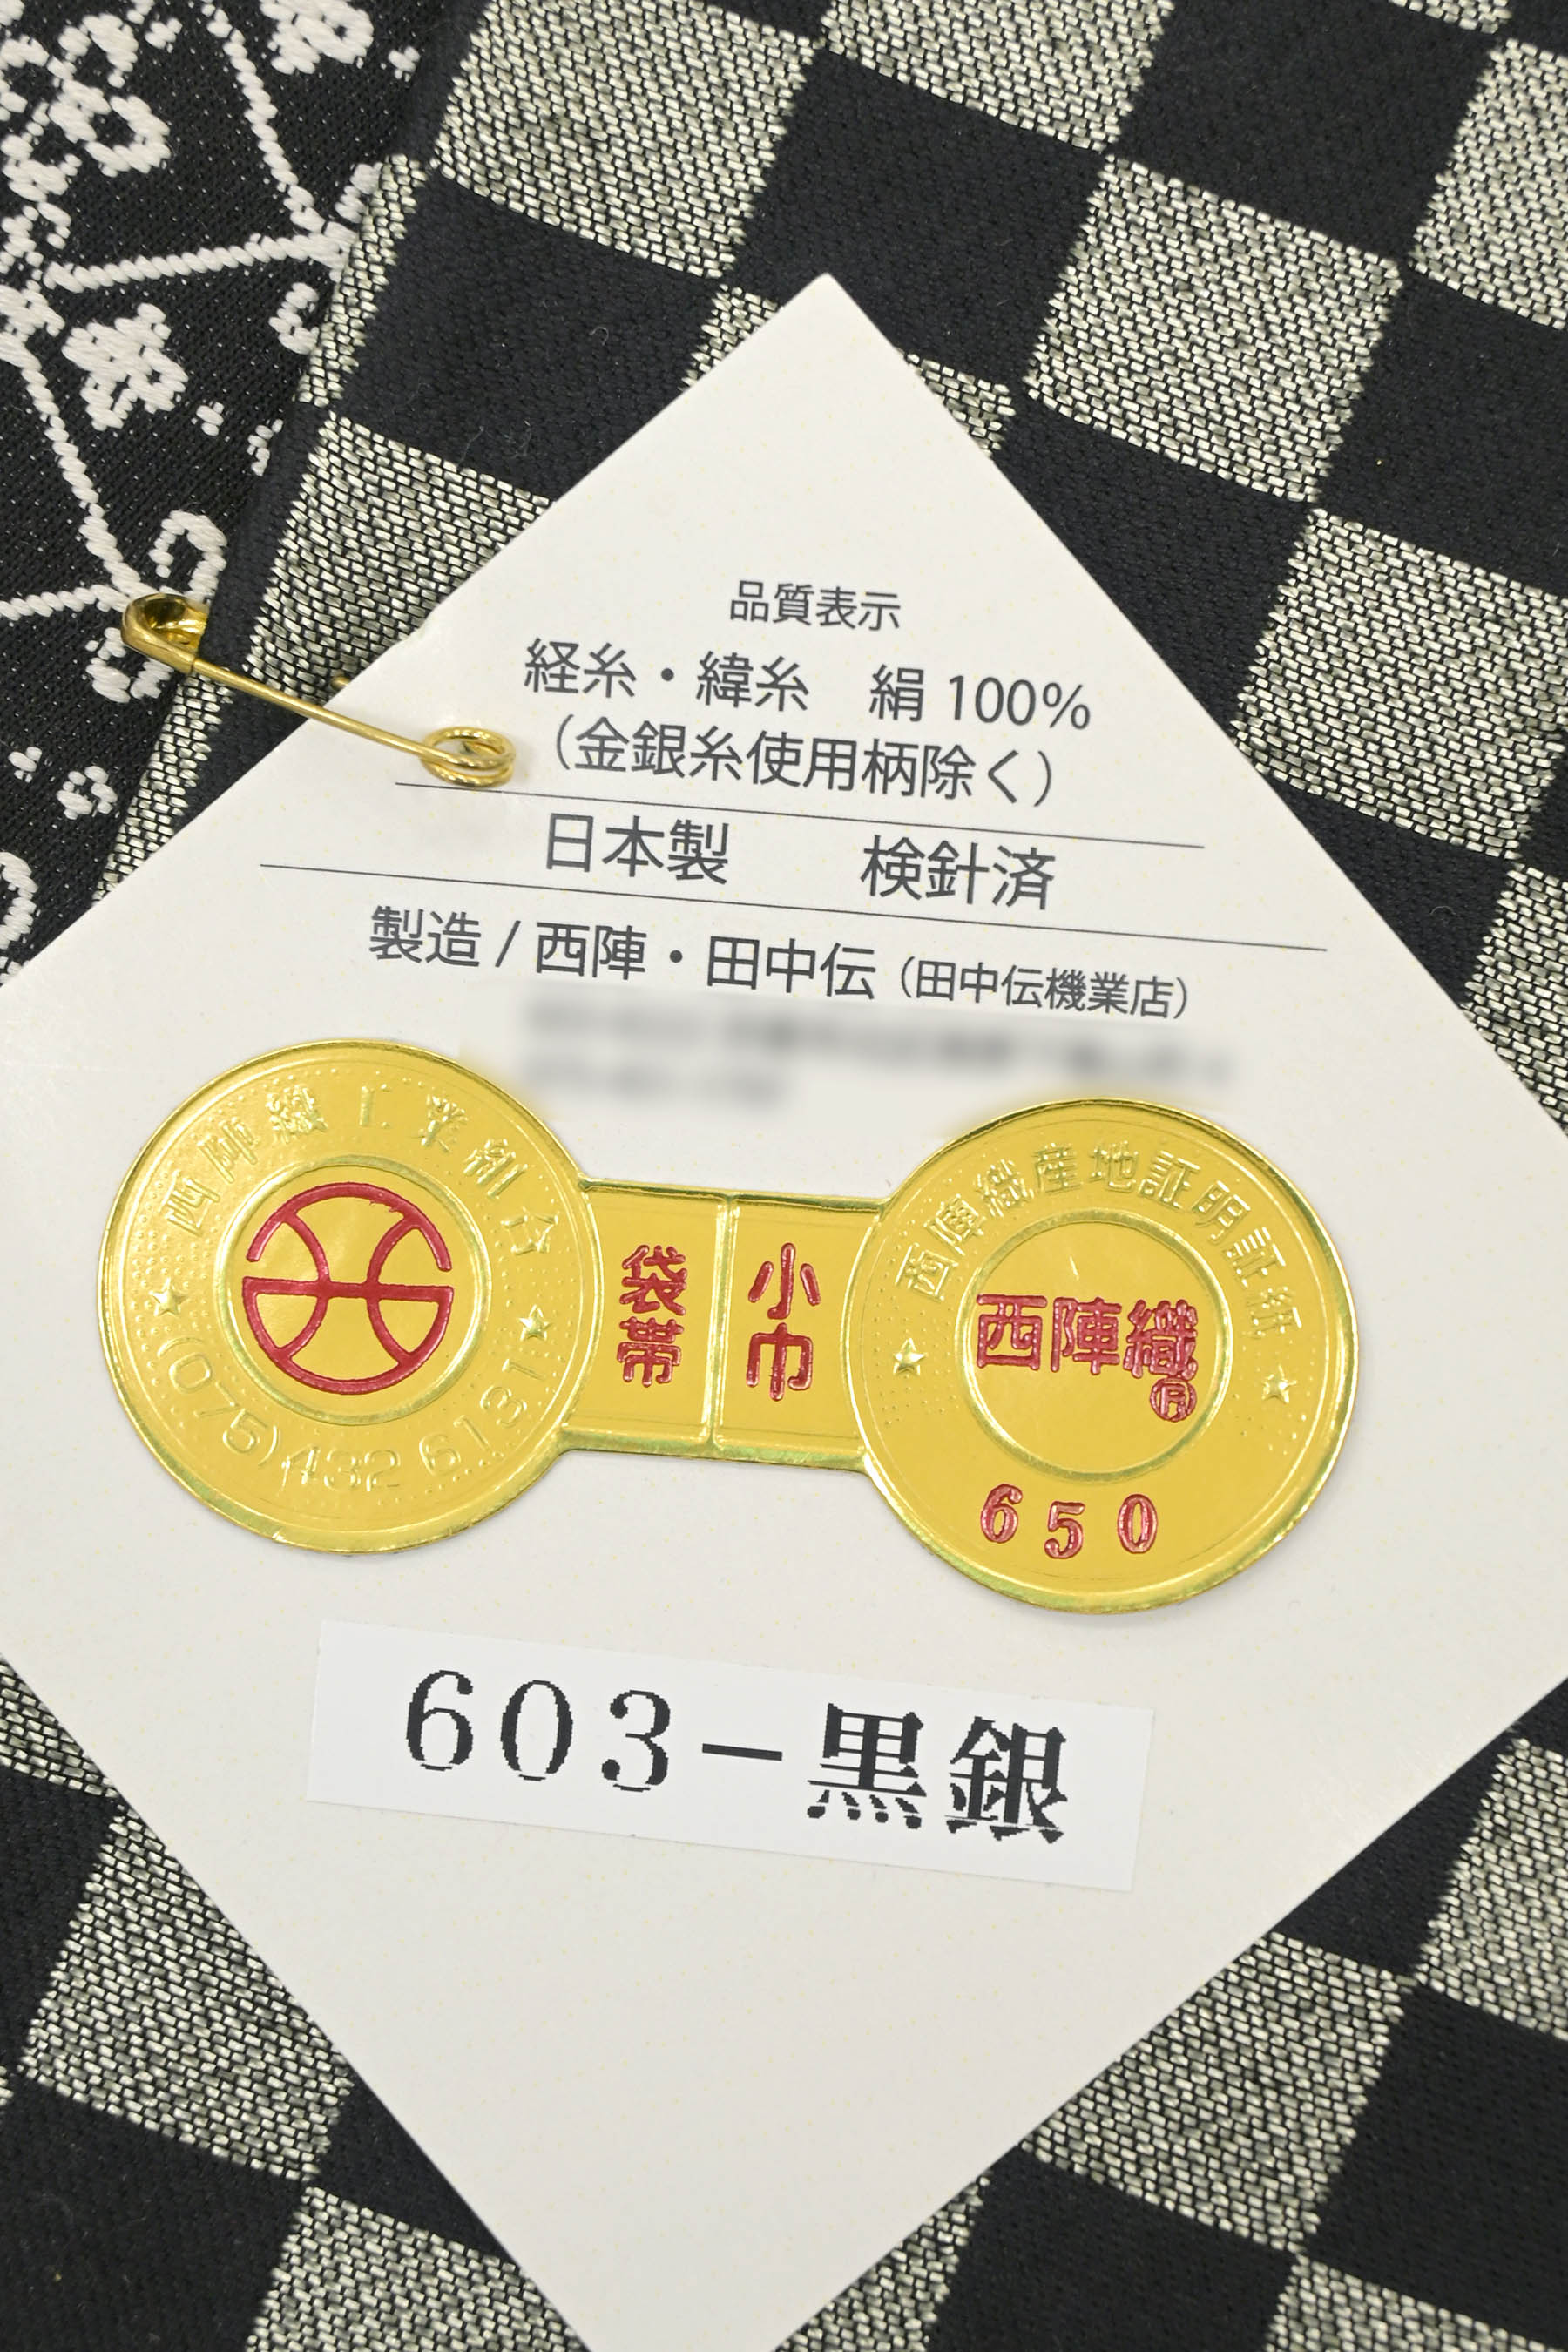 品質表示
経糸・緯糸　絹 100%
（金銀糸使用柄除く）
日本製　検針済
製造 / 西陣・田中伝（田中伝機業店）
西陣織工業組合
(075)432 6181
袋帯
小巾
西陣織産地証明証紙
西陣織®
650
603－黒銀